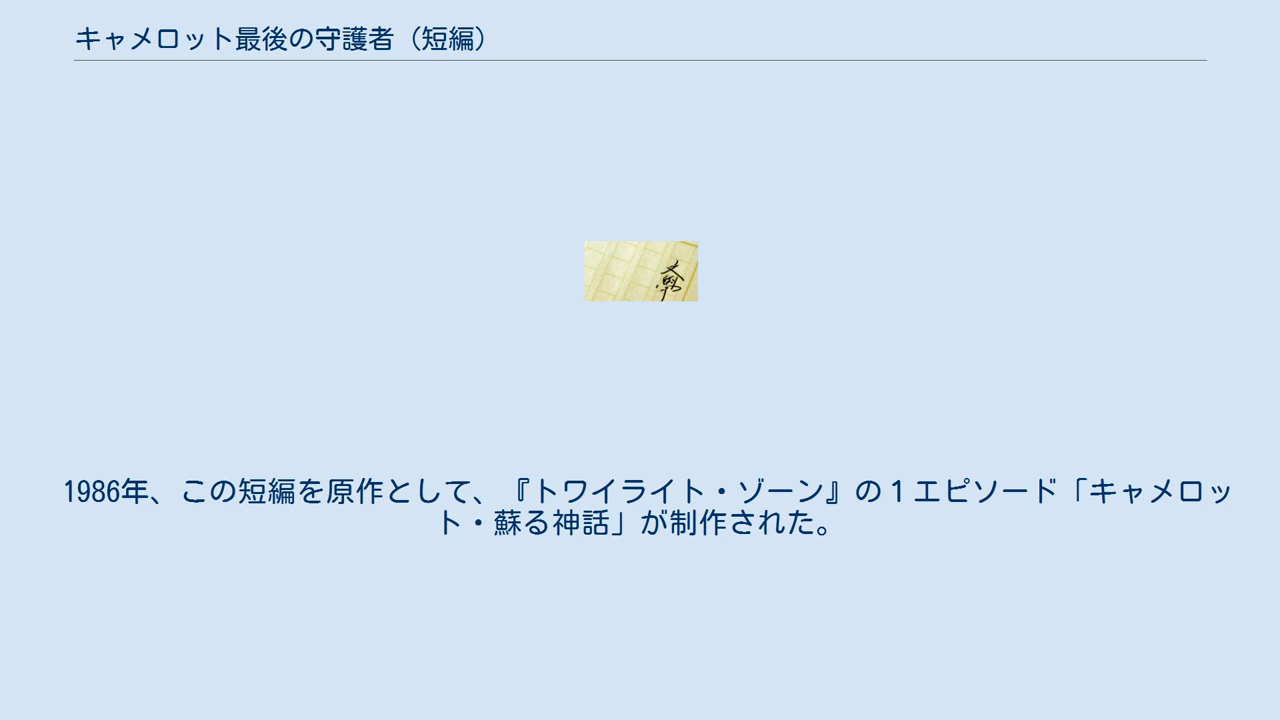 キャメロット最後の守護者（短編）
1986年、この短編を原作として、『トワイライト・ゾーン』の１エピソード「キャメロッ
ト・蘇る神話」が制作された。